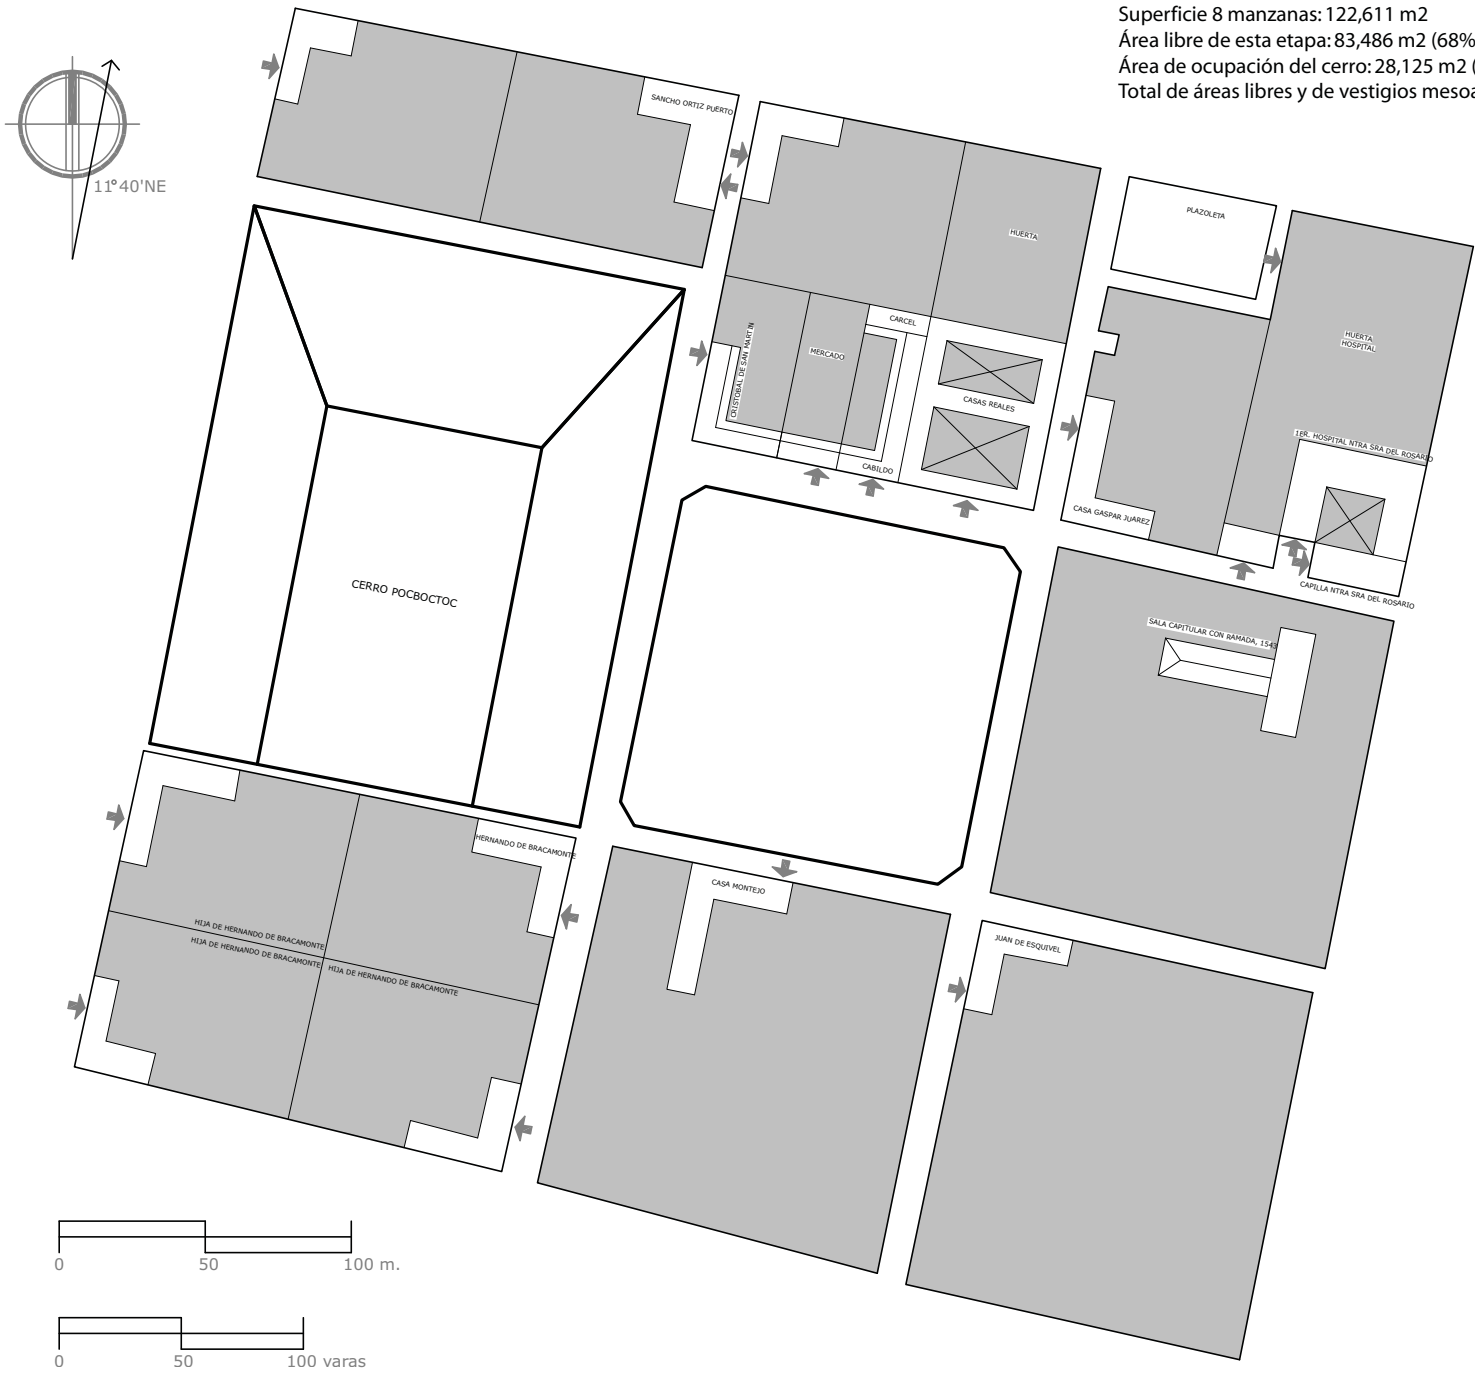 Superficie 8 manzanas: 122,611 m2
Área libre de esta etapa: 83,486 m2 (68%
Área de ocupación del cerro: 28,125 m2 (
Total de áreas libres y de vestigios mesoa
11°40'NE
SANCHO ORTIZ PUERTO
PLAZOLETA
HUERTA
HUERTA
HOSPITAL
CARCEL
MERCADO
CRISTOBAL DE SAN MARTIN
CASAS REALES
CABILDO
1ER. HOSPITAL NTRA SRA DEL ROSARIO
CASA GASPAR JUAREZ
CAPILLA NTRA SRA DEL ROSARIO
CERRO POCBOCTOC
SALA CAPITULAR CON RAMADA, 1543
HERNANDO DE BRACAMONTE
CASA MONTEJO
HIJA DE HERNANDO DE BRACAMONTE
HIJA DE HERNANDO DE BRACAMONTE
HIJA DE HERNANDO DE BRACAMONTE
JUAN DE ESQUIVEL
0 50 100 m.
0 50 100 varas